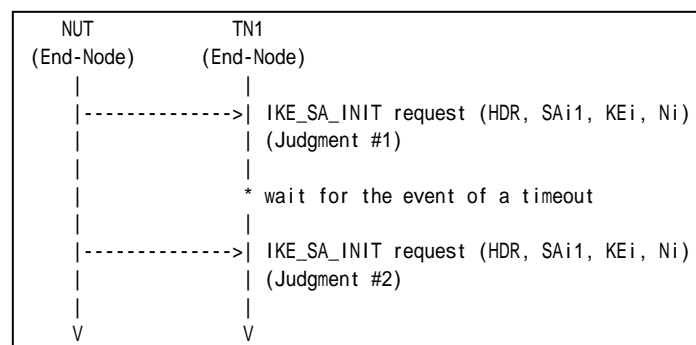 NUT TN1
(End-Node) (End-Node)
| |
|-------------->| IKE_SA_INIT request (HDR, SAi1, KEi, Ni)
| | (Judgment #1)
| |
| * wait for the event of a timeout
| |
|-------------->| IKE_SA_INIT request (HDR, SAi1, KEi, Ni)
| | (Judgment #2)
| |
V V